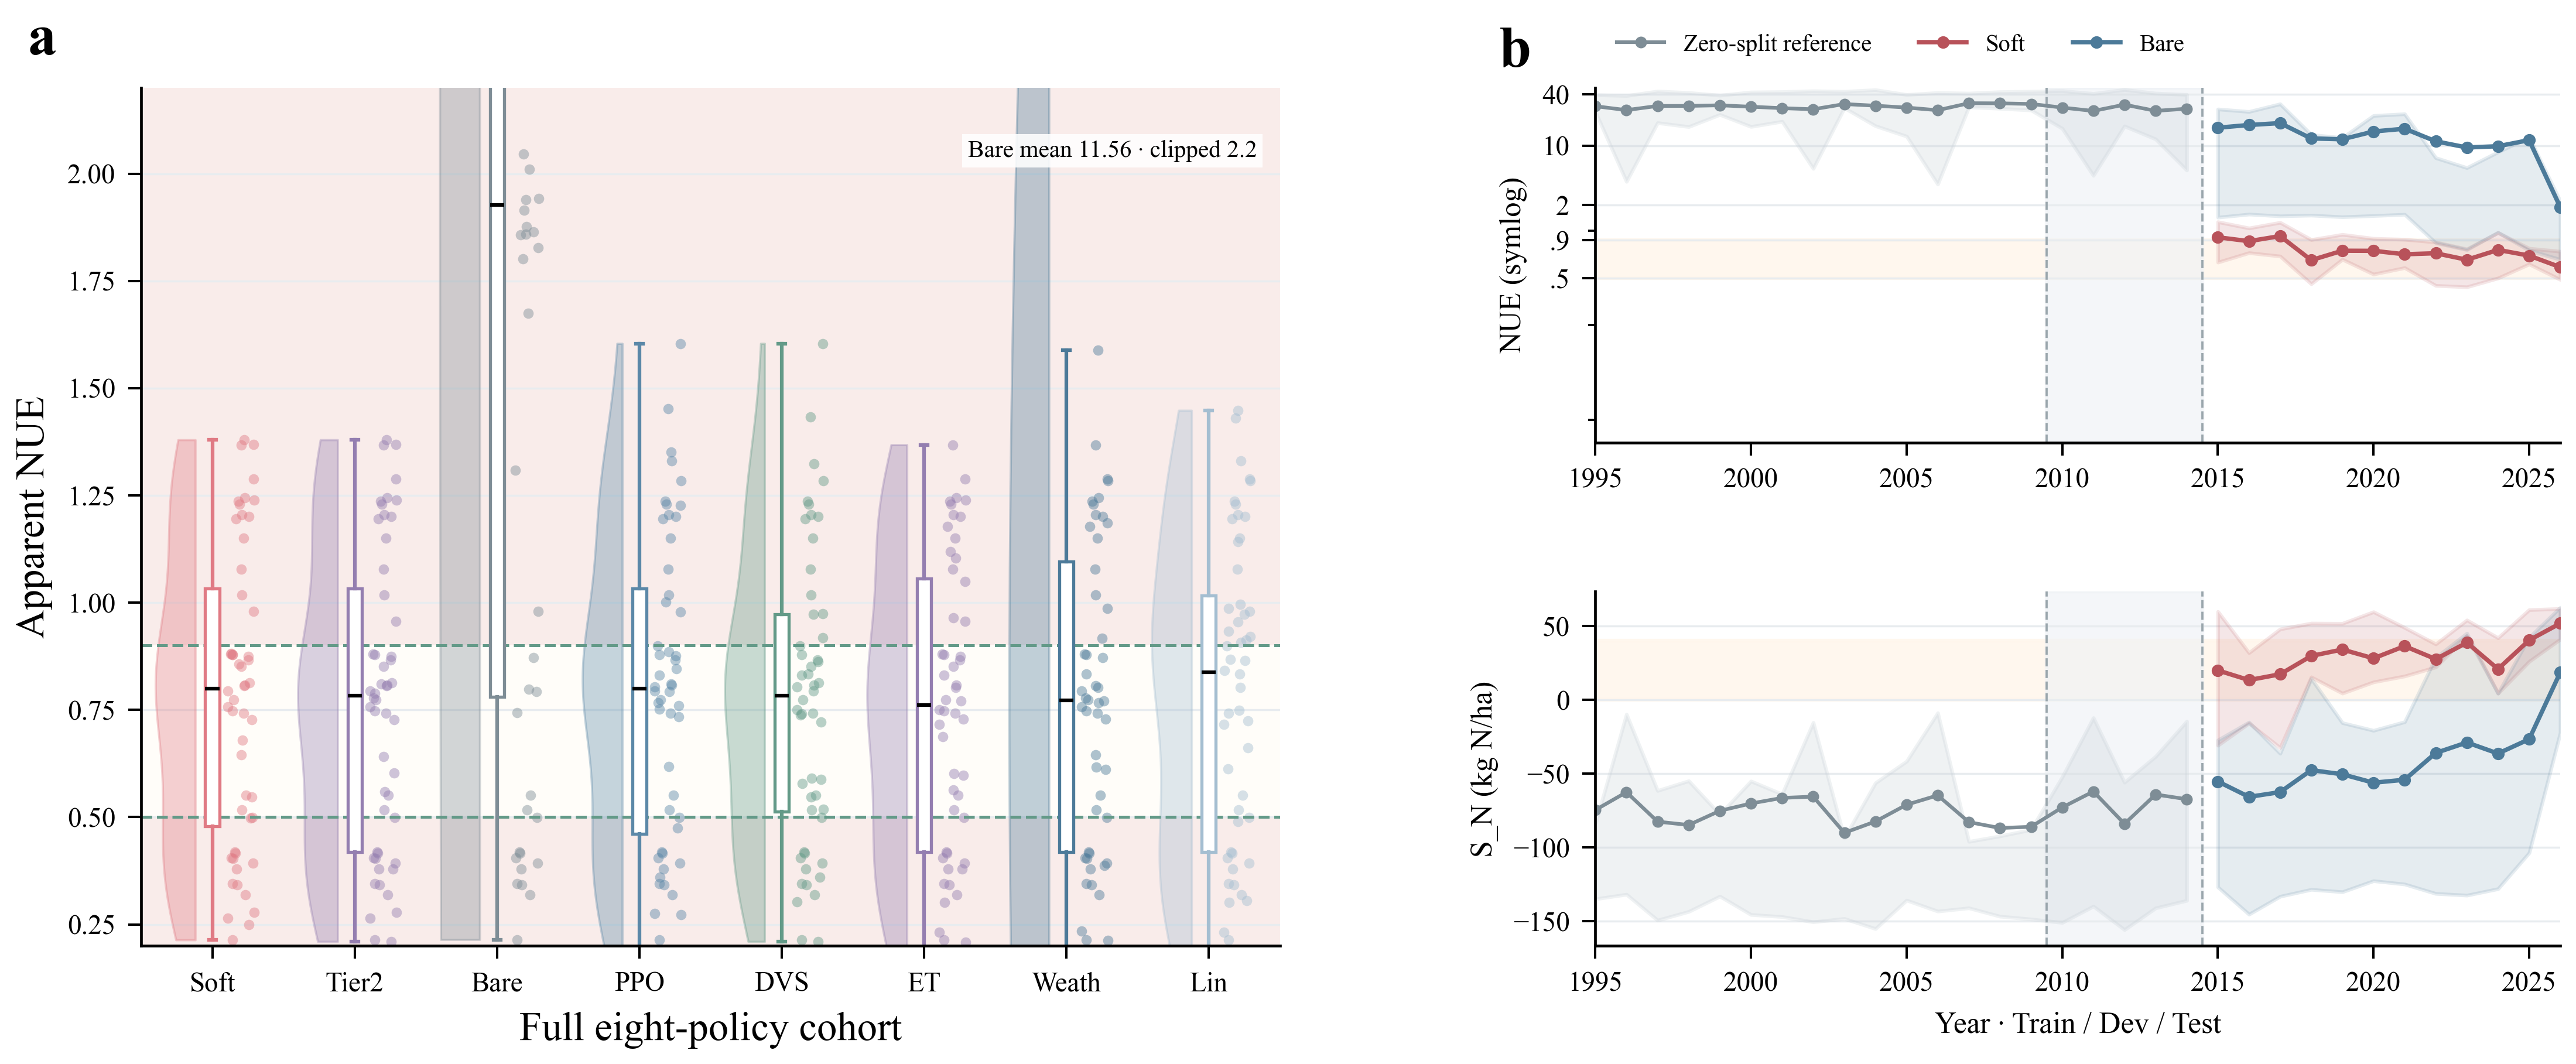 a
Bare mean 11.56 · clipped 2.2
Apparent NUE
2.00
1.75
1.50
1.25
1.00
0.75
0.50
0.25
Soft Tier2 Bare PPO DVS ET Weath Lin
Full eight-policy cohort
b
Zero-split reference Soft Bare
NUE (symlog)
40
10
2
.9
.5
1995 2000 2005 2010 2015 2020 2025
S_N (kg N/ha)
50
0
−50
−100
−150
1995 2000 2005 2010 2015 2020 2025
Year · Train / Dev / Test